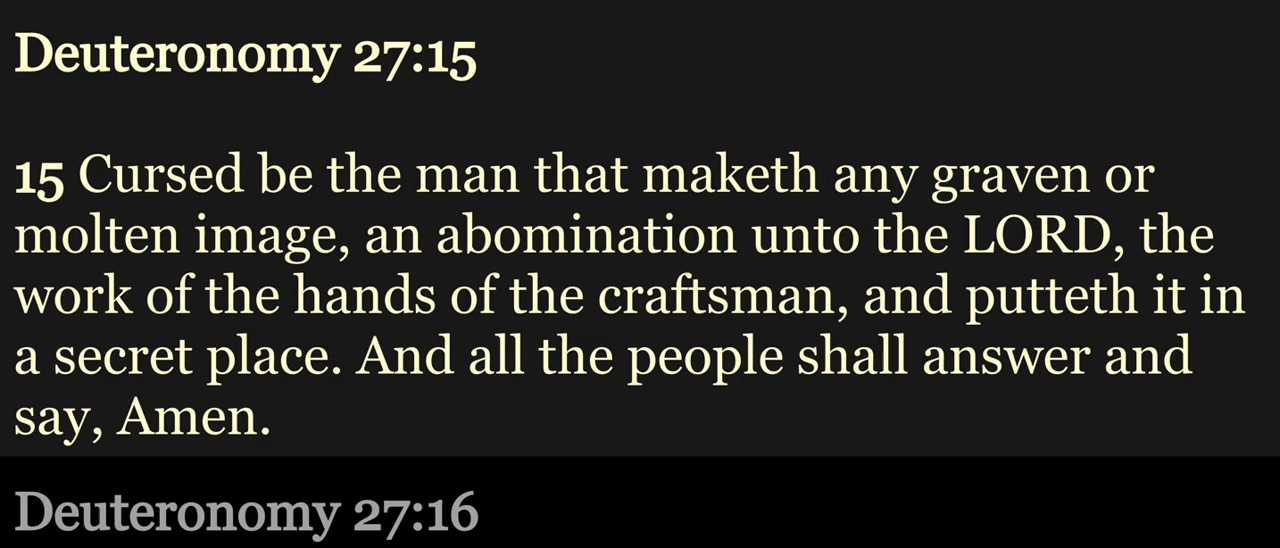 Deuteronomy 27:15
15 Cursed be the man that maketh any graven or
molten image, an abomination unto the LORD, the
work of the hands of the craftsman, and putteth it in
a secret place. And all the people shall answer and
say, Amen.
Deuteronomy 27:16